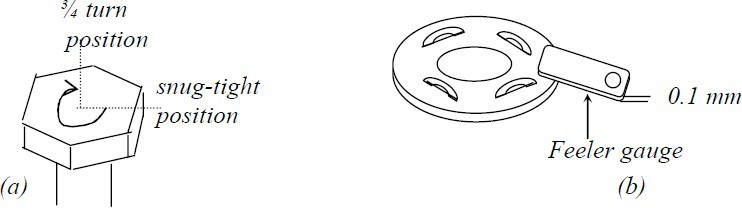 ¾ turn
position
snug-tight
position
(a)
0.1 mm
Feeler gauge
(b)